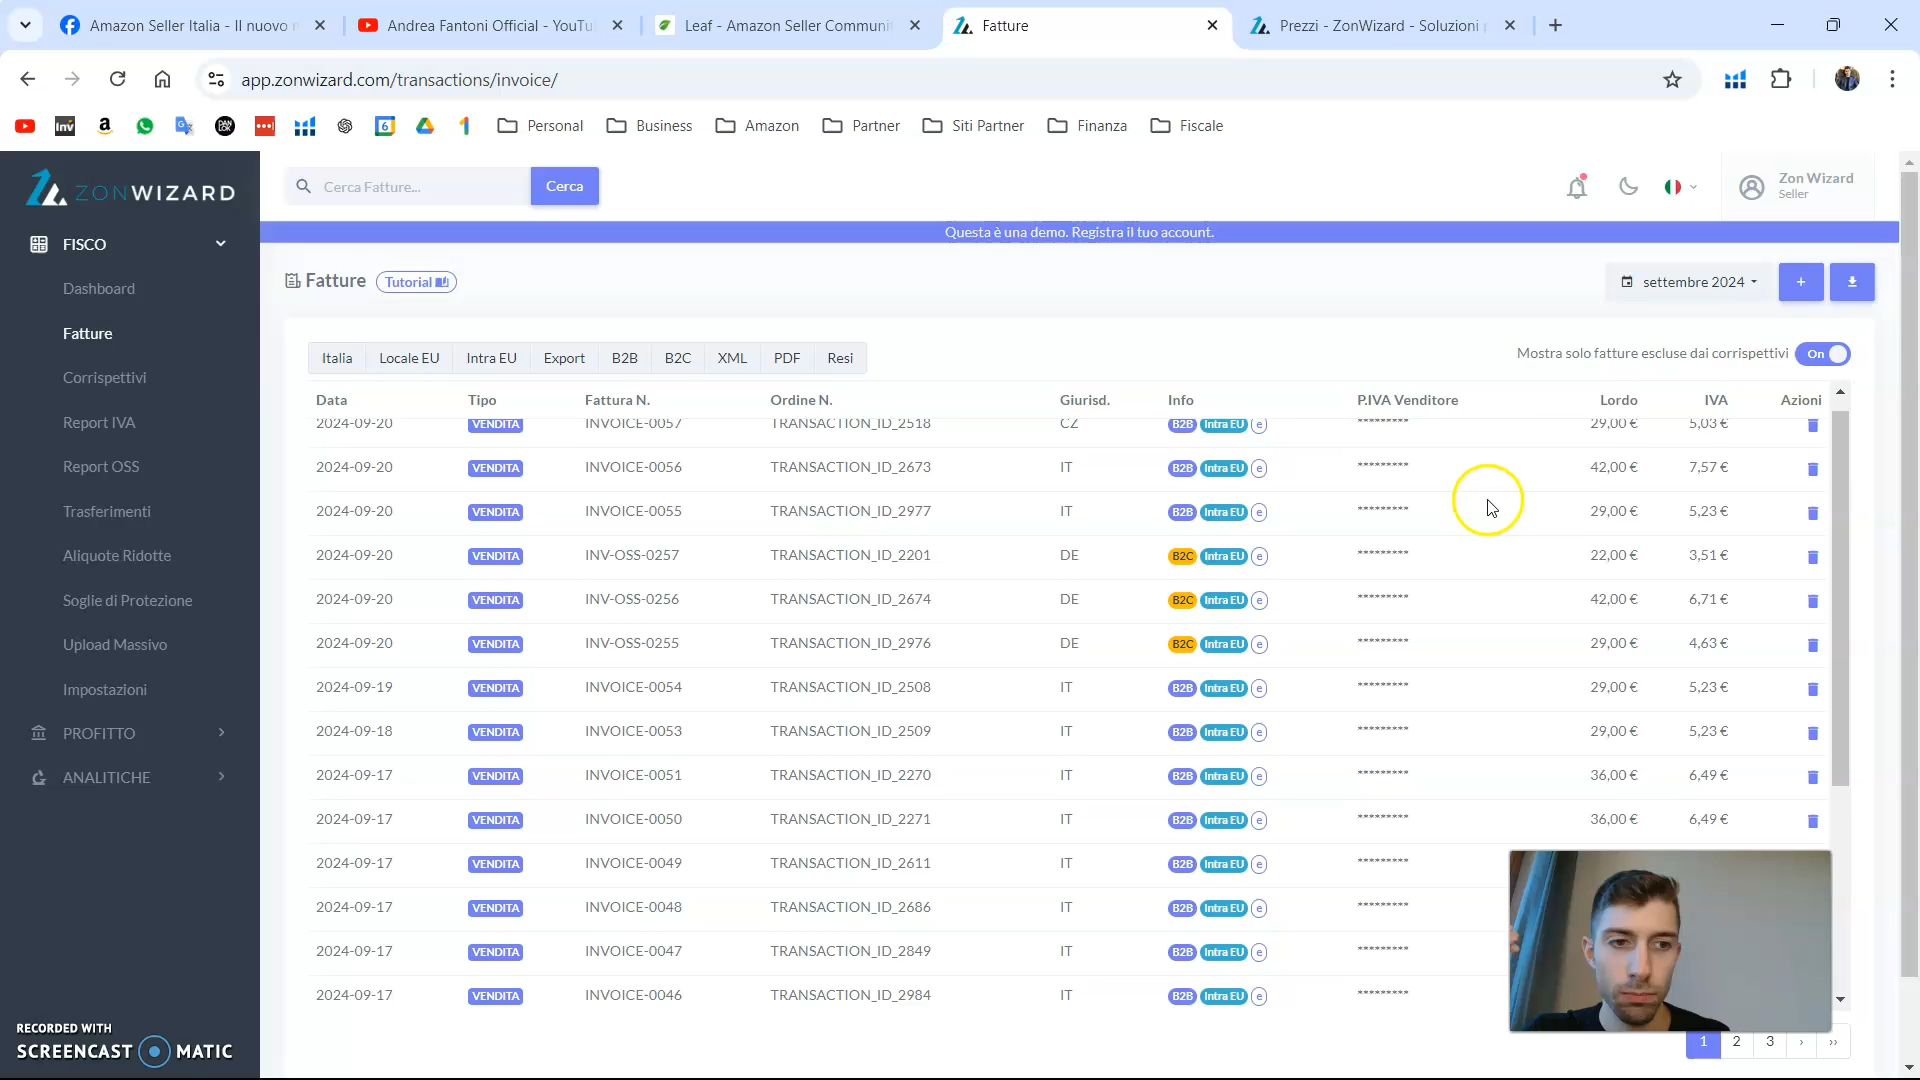 Amazon Seller Italia - Il nuovo
Andrea Fantoni Official - YouTu
Leaf - Amazon Seller Communi
Fatture
Prezzi - ZonWizard - Soluzioni
app.zonwizard.com/transactions/invoice/
Personal
Business
Amazon
Partner
Siti Partner
Finanza
Fiscale
ZONWIZARD
Cerca Fatture...
Cerca
Zon Wizard
Seller
Questa è una demo. Registra il tuo account.
FISCO
Dashboard
Fatture
Corrispettivi
Report IVA
Report OSS
Trasferimenti
Aliquote Ridotte
Soglie di Protezione
Upload Massivo
Impostazioni
PROFITTO
ANALITICHE
Fatture
Tutorial
settembre 2024
+
Italia Locale EU Intra EU Export B2B B2C XML PDF Resi
Mostra solo fatture escluse dai corrispettivi On
Data Tipo Fattura N. Ordine N. Giurisd. Info P.IVA Venditore Lordo IVA Azioni
2024-09-20 VENDITA INVOICE-0057 TRANSACTION_ID_2518 CZ B2B Intra EU e ********* 29,00 € 5,03 €
2024-09-20 VENDITA INVOICE-0056 TRANSACTION_ID_2673 IT B2B Intra EU e ********* 42,00 € 7,57 €
2024-09-20 VENDITA INVOICE-0055 TRANSACTION_ID_2977 IT B2B Intra EU e ********* 29,00 € 5,23 €
2024-09-20 VENDITA INV-OSS-0257 TRANSACTION_ID_2201 DE B2C Intra EU e ********* 22,00 € 3,51 €
2024-09-20 VENDITA INV-OSS-0256 TRANSACTION_ID_2674 DE B2C Intra EU e ********* 42,00 € 6,71 €
2024-09-20 VENDITA INV-OSS-0255 TRANSACTION_ID_2976 DE B2C Intra EU e ********* 29,00 € 4,63 €
2024-09-19 VENDITA INVOICE-0054 TRANSACTION_ID_2508 IT B2B Intra EU e ********* 29,00 € 5,23 €
2024-09-18 VENDITA INVOICE-0053 TRANSACTION_ID_2509 IT B2B Intra EU e ********* 29,00 € 5,23 €
2024-09-17 VENDITA INVOICE-0051 TRANSACTION_ID_2270 IT B2B Intra EU e ********* 36,00 € 6,49 €
2024-09-17 VENDITA INVOICE-0050 TRANSACTION_ID_2271 IT B2B Intra EU e ********* 36,00 € 6,49 €
2024-09-17 VENDITA INVOICE-0049 TRANSACTION_ID_2611 IT B2B Intra EU e *********
2024-09-17 VENDITA INVOICE-0048 TRANSACTION_ID_2686 IT B2B Intra EU e *********
2024-09-17 VENDITA INVOICE-0047 TRANSACTION_ID_2849 IT B2B Intra EU e *********
2024-09-17 VENDITA INVOICE-0046 TRANSACTION_ID_2984 IT B2B Intra EU e *********
1 2 3 › ››
RECORDED WITH
SCREENCAST MATIC